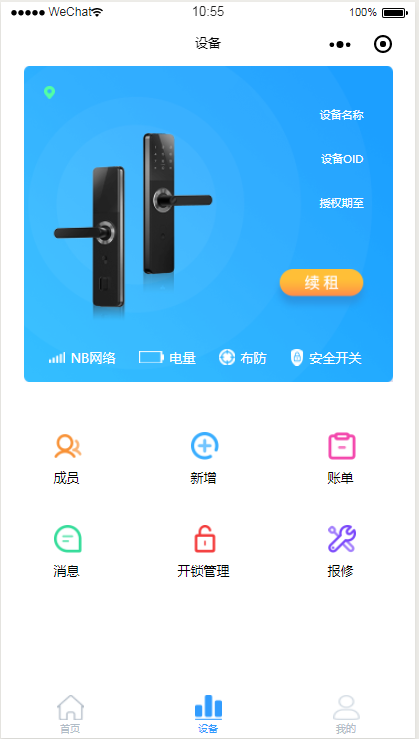 WeChat 10:55 100%
设备
设备名称
设备OID
授权期至
续租
NB网络 电量 布防 安全开关
成员 新增 账单
消息 开锁管理 报修
首页 设备 我的